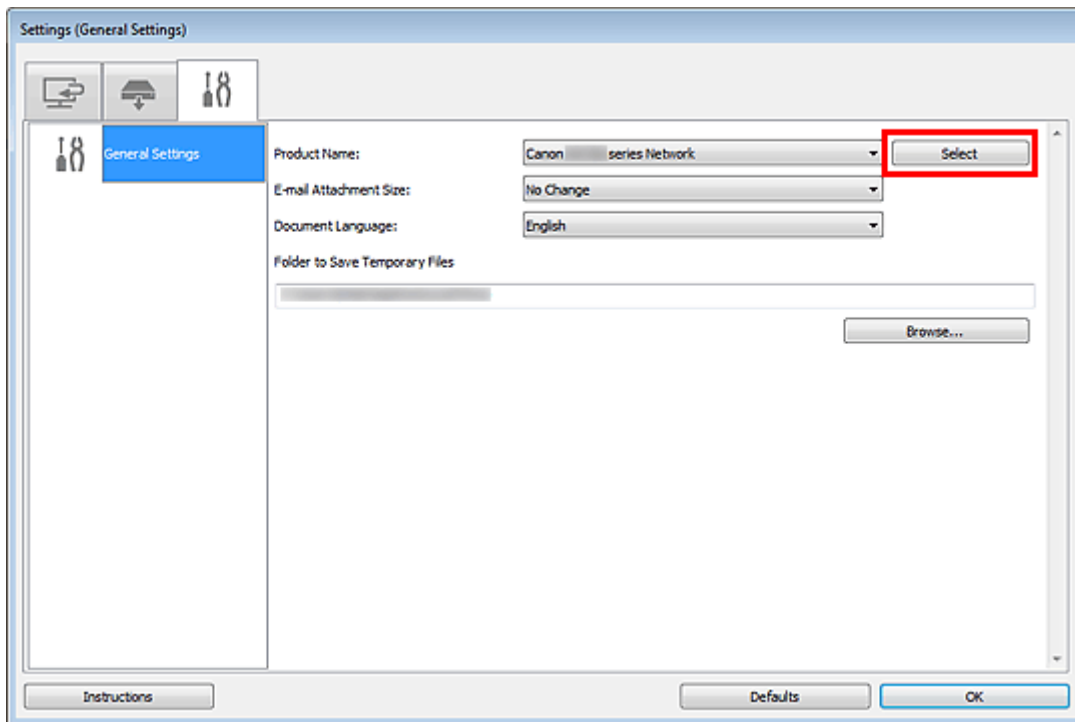 Settings (General Settings)
General Settings
Product Name:
Canon series Network
Select
E-mail Attachment Size:
No Change
Document Language:
English
Folder to Save Temporary Files
Browse...
Instructions
Defaults
OK